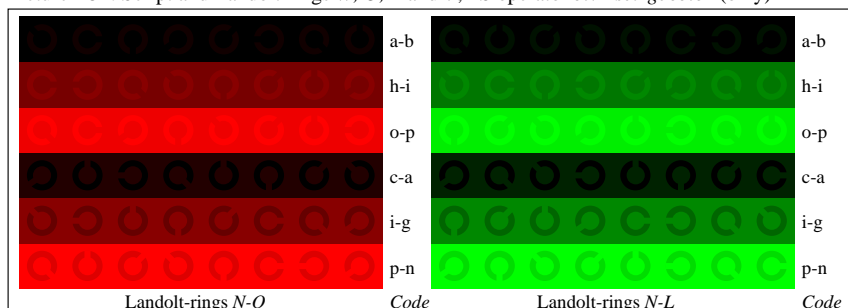 a-b a-b
h-i h-i
o-p o-p
c-a c-a
i-g i-g
p-n p-n
Landolt-rings N-O Code Landolt-rings N-L Code